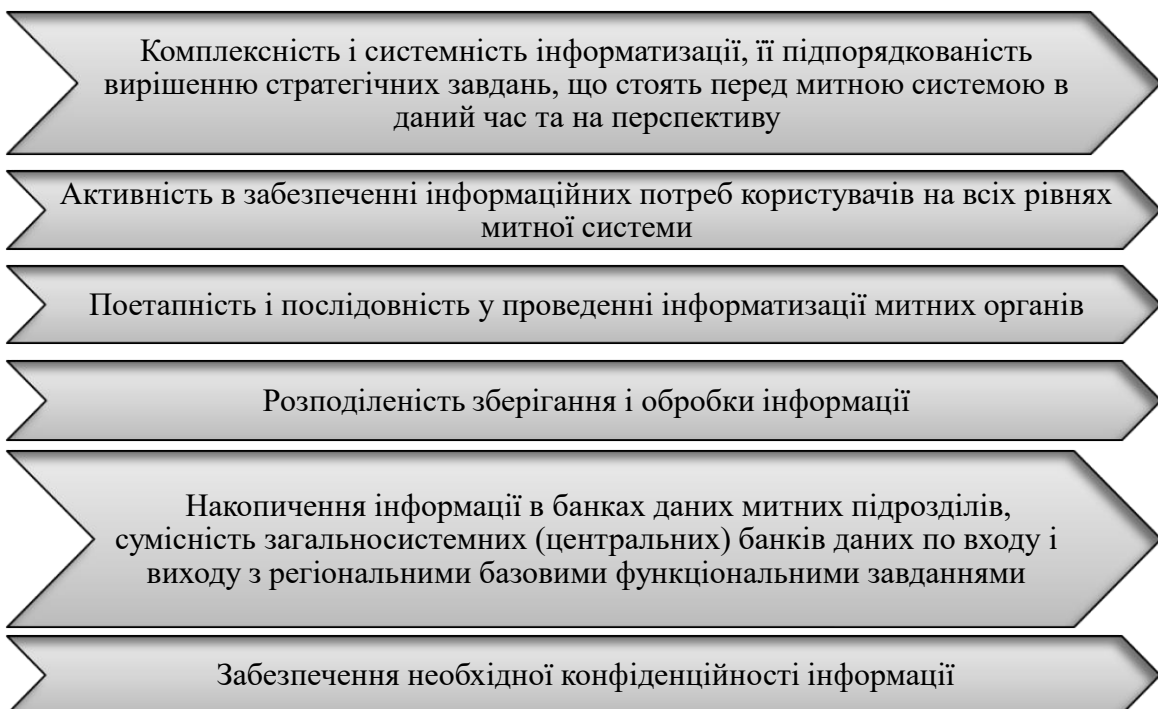 Комплексність і системність інформатизації, її підпорядкованість
вирішенню стратегічних завдань, що стоять перед митною системою в
даний час та на перспективу
Активність в забезпеченні інформаційних потреб користувачів на всіх рівнях
митної системи
Поетапність і послідовність у проведенні інформатизації митних органів
Розподіленість зберігання і обробки інформації
Накопичення інформації в банках даних митних підрозділів,
сумісність загальносистемних (центральних) банків даних по входу і
виходу з регіональними базовими функціональними завданнями
Забезпечення необхідної конфіденційності інформації